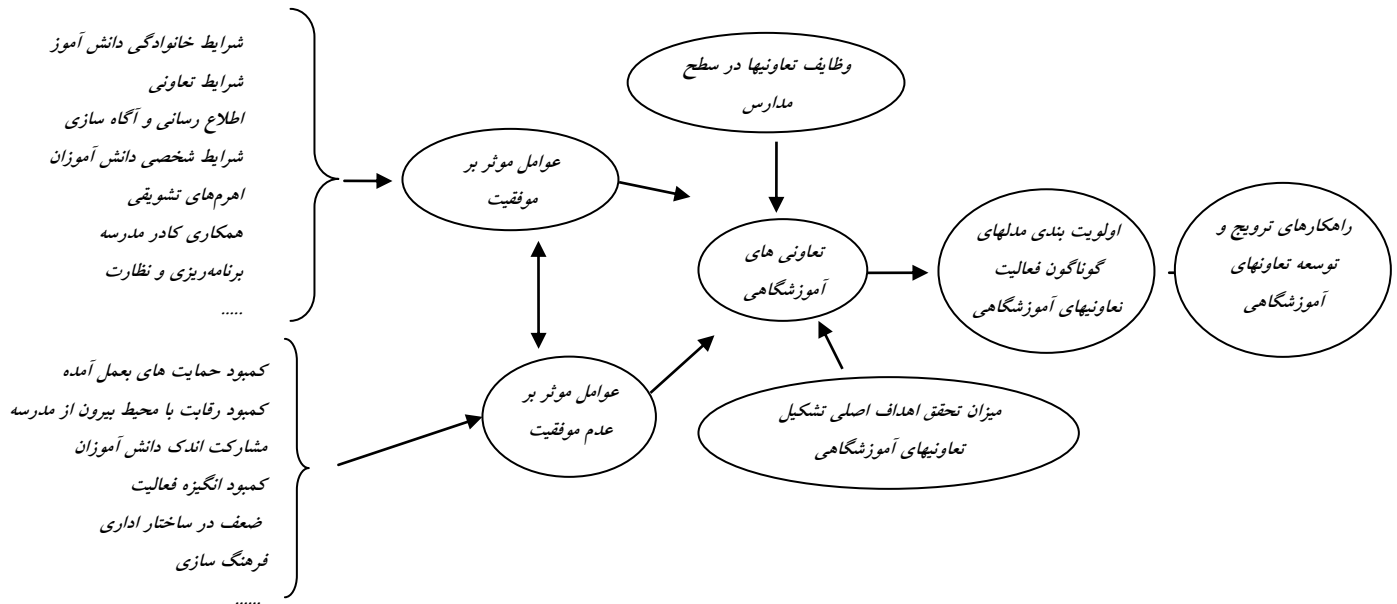 شرایط خانوادگی دانش آموز
شرایط تعاونی
اطلاع رسانی و آگاه سازی
شرایط شخصی دانش آموزان
اهرم‌های تشویقی
همکاری کادر مدرسه
برنامه‌ریزی و نظارت
.....
کمبود حمایت های بعمل آمده
کمبود رقابت با محیط بیرون از مدرسه
مشارکت اندک دانش آموزان
کمبود انگیزه فعالیت
ضعف در ساختار اداری
فرهنگ سازی
......
عوامل موثر بر
موفقیت
عوامل موثر بر
عدم موفقیت
وظایف تعاونیها در سطح
مدارس
تعاونی های
آموزشگاهی
میزان تحقق اهداف اصلی تشکیل
تعاونیهای آموزشگاهی
اولویت بندی مدلهای
گوناگون فعالیت
تعاونیهای آموزشگاهی
راهکارهای ترویج و
توسعه تعاونهای
آموزشگاهی